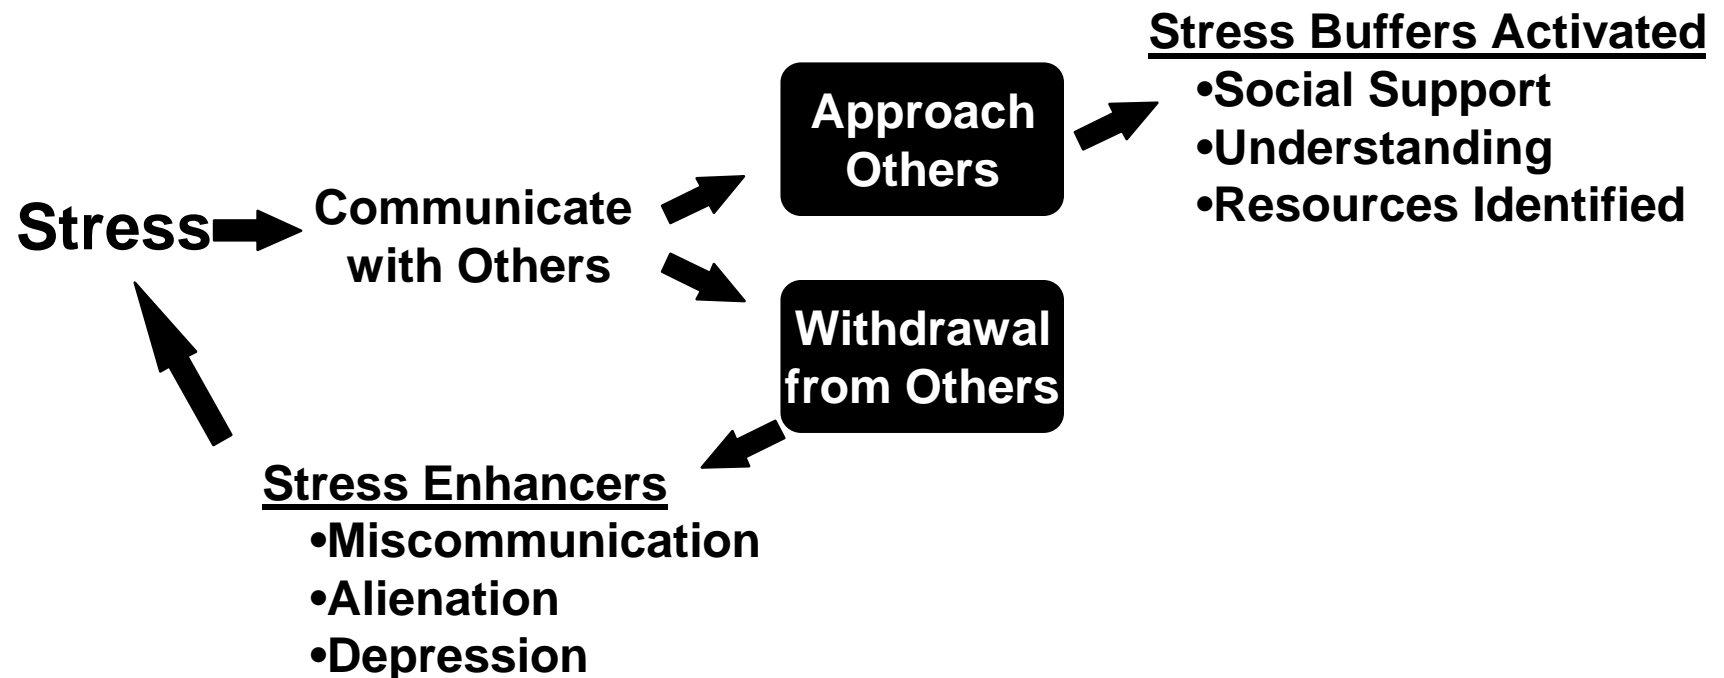 Stress
Communicate
with Others
Approach
Others
Stress Buffers Activated
•Social Support
•Understanding
•Resources Identified
Withdrawal
from Others
Stress Enhancers
•Miscommunication
•Alienation
•Depression